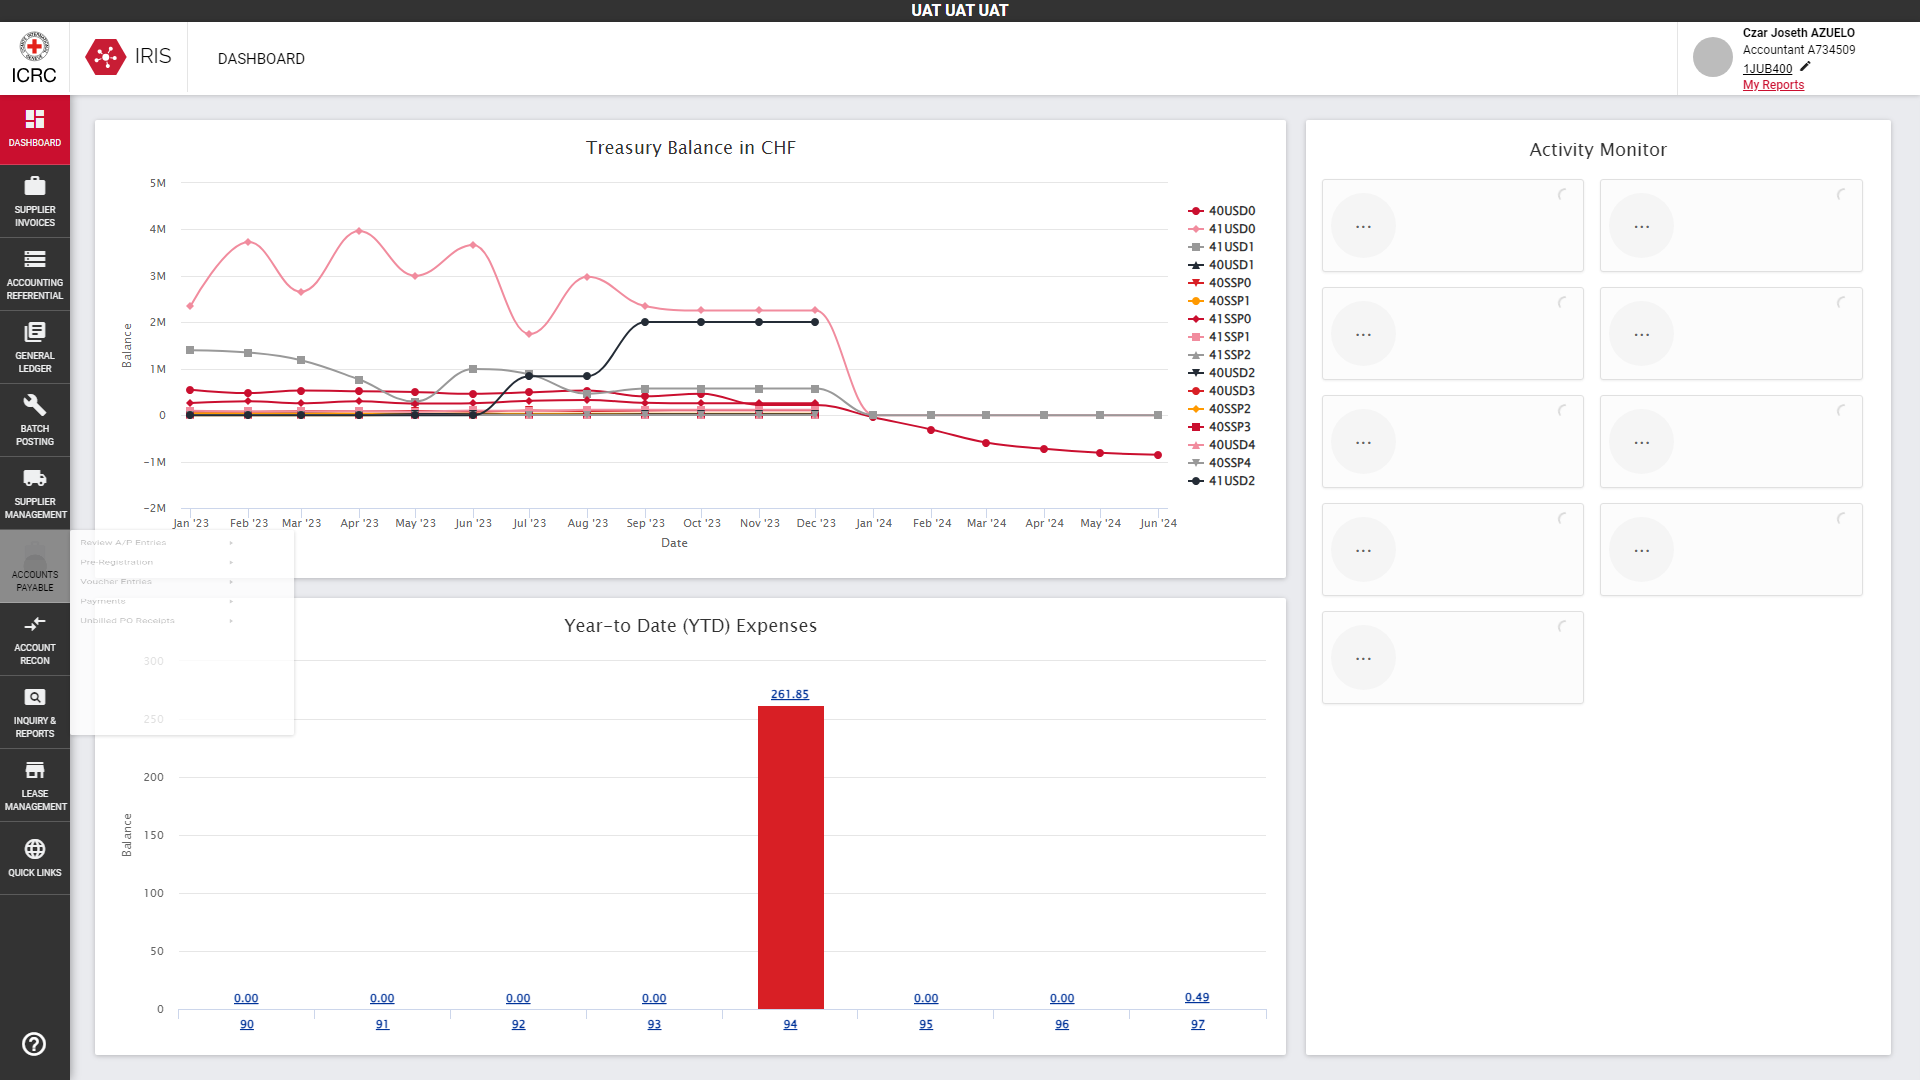 UAT UAT UAT
ICRC
IRIS
DASHBOARD
Czar Joseth AZUELO
Accountant A734509
1JUB400
My Reports
DASHBOARD
SUPPLIER
INVOICES
ACCOUNTING
REFERENTIAL
GENERAL
LEDGER
BATCH
POSTING
SUPPLIER
MANAGEMENT
ACCOUNTS
PAYABLE
ACCOUNT
RECON
INQUIRY &
REPORTS
LEASE
MANAGEMENT
QUICK LINKS
Review A/P Entries
Pre-Registration
Voucher Entries
Payments
Unbilled PO Receipts
Treasury Balance in CHF
5M
4M
3M
2M
1M
0
-1M
-2M
Balance
Jan '23 Feb '23 Mar '23 Apr '23 May '23 Jun '23 Jul '23 Aug '23 Sep '23 Oct '23 Nov '23 Dec '23 Jan '24 Feb '24 Mar '24 Apr '24 May '24 Jun '24
Date
40USD0
41USD0
41USD1
40USD1
40SSP0
40SSP1
41SSP0
41SSP1
41SSP2
40USD2
40USD3
40SSP2
40SSP3
40USD4
40SSP4
41USD2
Year-to Date (YTD) Expenses
300
250
200
150
100
50
0
Balance
0.00 0.00 0.00 0.00 261.85 0.00 0.00 0.49
90 91 92 93 94 95 96 97
Activity Monitor
... ...
... ...
... ...
... ...
...